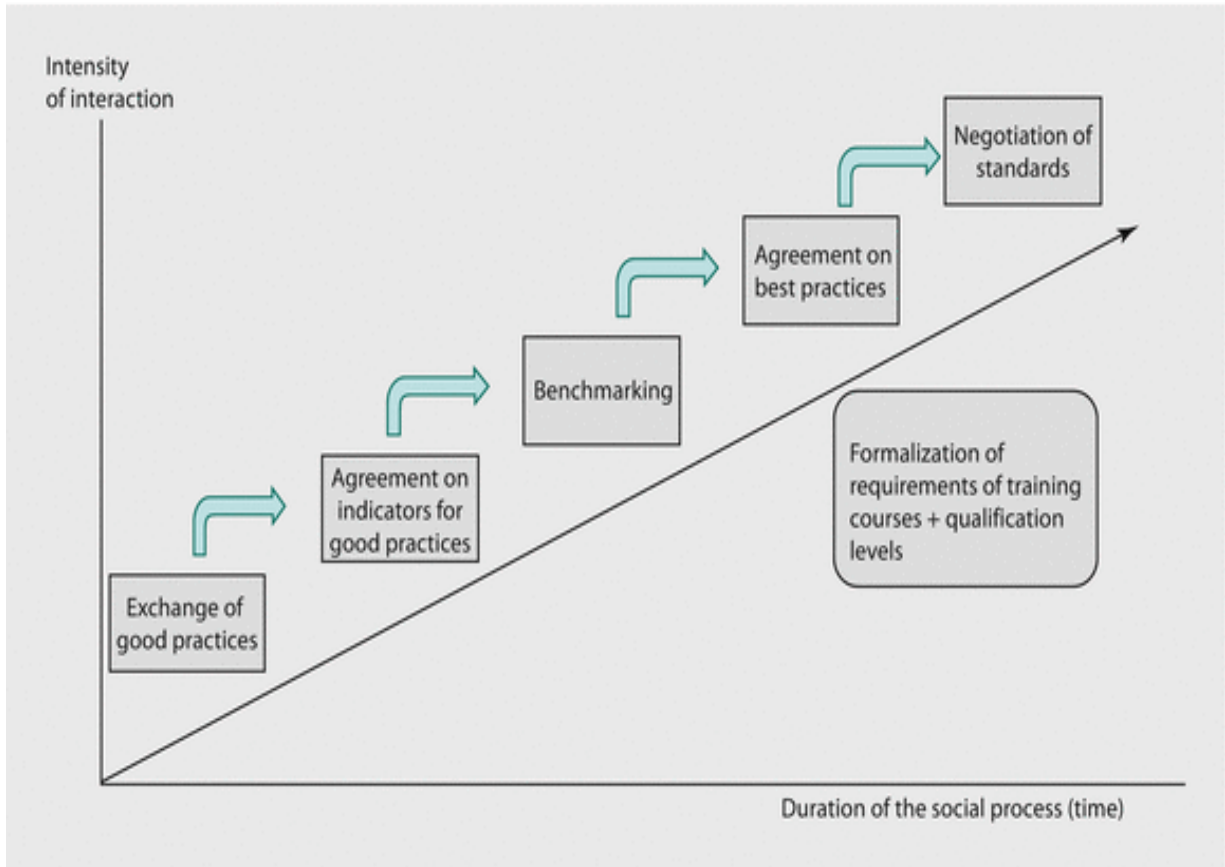 Intensity
of interaction
Negotiation of
standards
Agreement on
best practices
Benchmarking
Agreement on
indicators for
good practices
Exchange of
good practices
Formalization of
requirements of training
courses + qualification
levels
Duration of the social process (time)